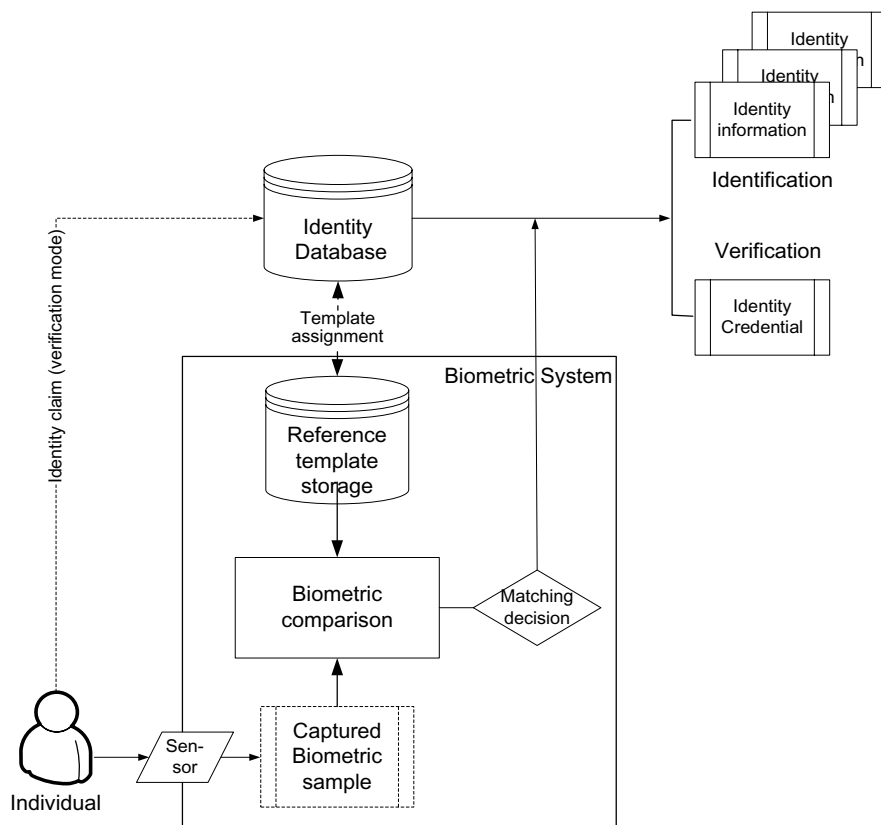 Identity
n
Identity
n
Identity
information
Identification
Identity
Database
Verification
Identity
Credential
Template
assignment
Identity claim (verification mode)
Biometric System
Reference
template
storage
Biometric
comparison
Matching
decision
Captured
Biometric
sample
Sen-
sor
Individual